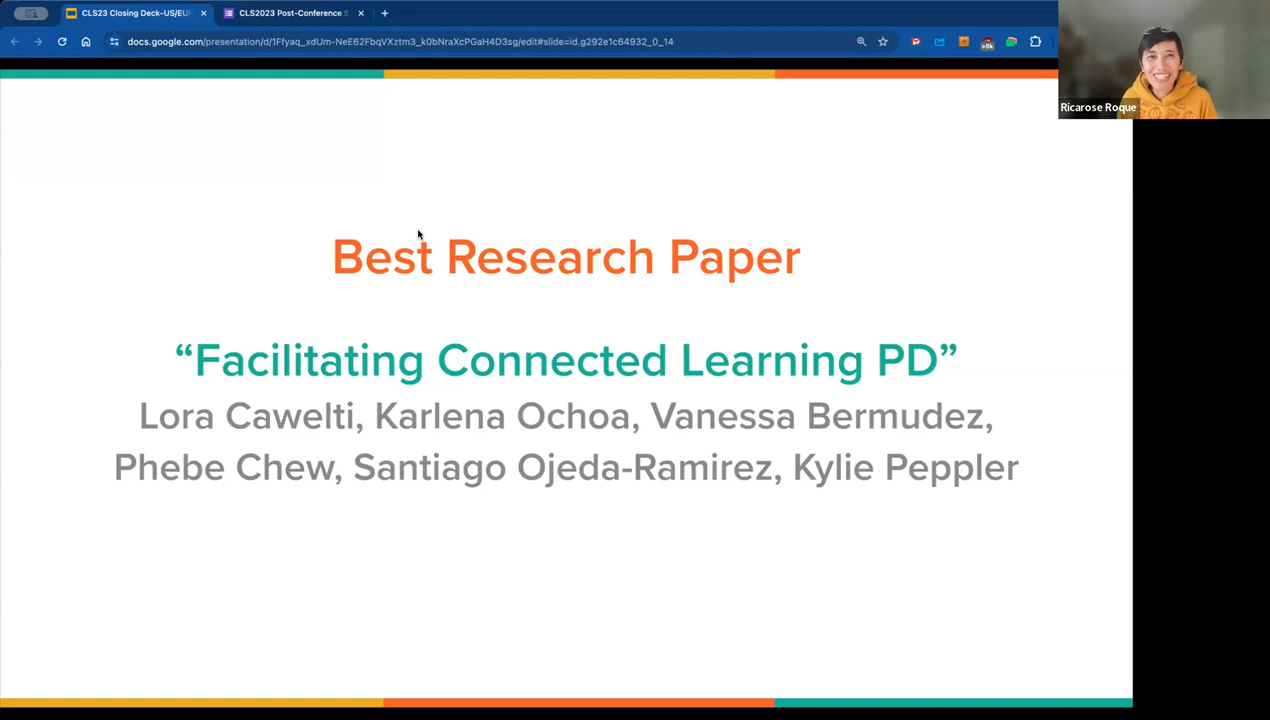 CLS23 Closing Deck-US/EU
CLS2023 Post-Conference S
docs.google.com/presentation/d/1Ffyaq_xdUm-NeE62FbqVXztm3_k0bNraXcPGaH4D3sg/edit#slide=id.g292e1c64932_0_14
>5k
Ricarose Roque
Best Research Paper
“Facilitating Connected Learning PD”
Lora Cawelti, Karlena Ochoa, Vanessa Bermudez,
Phebe Chew, Santiago Ojeda-Ramirez, Kylie Peppler